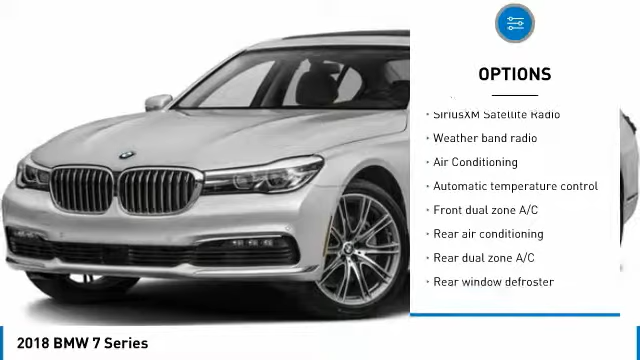 OPTIONS
• SiriusXM Satellite Radio
• Weather band radio
• Air Conditioning
• Automatic temperature control
• Front dual zone A/C
• Rear air conditioning
• Rear dual zone A/C
• Rear window defroster
2018 BMW 7 Series